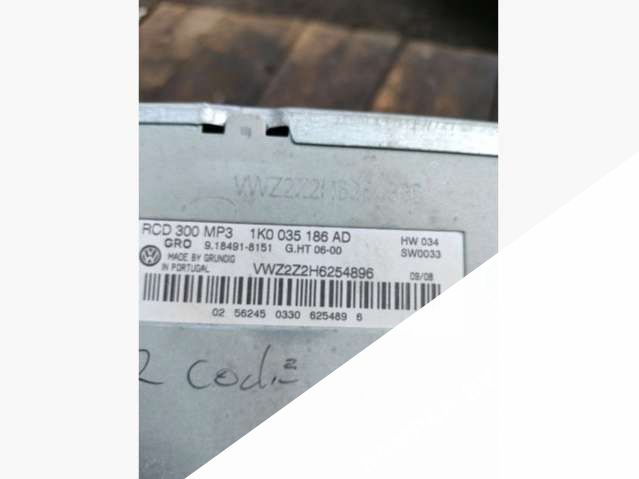 RCD 300 MP3 1K0 035 186 AD
GRO 9.18491-8151 G.HT 06-00
HW 034
SW0033
MADE BY GRUNDIG
IN PORTUGAL
VWZ2Z2H6254896
09/08
02 56245 0330 625489 6